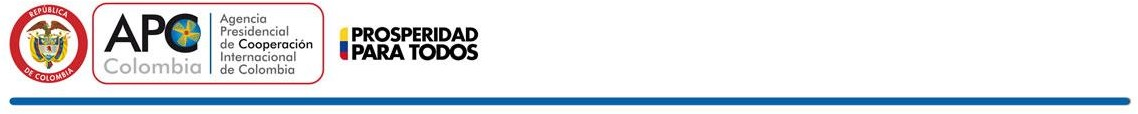 REPÚBLICA
DE COLOMBIA
APC
Colombia
Agencia
Presidencial
de Cooperación
Internacional
de Colombia
PROSPERIDAD
PARA TODOS